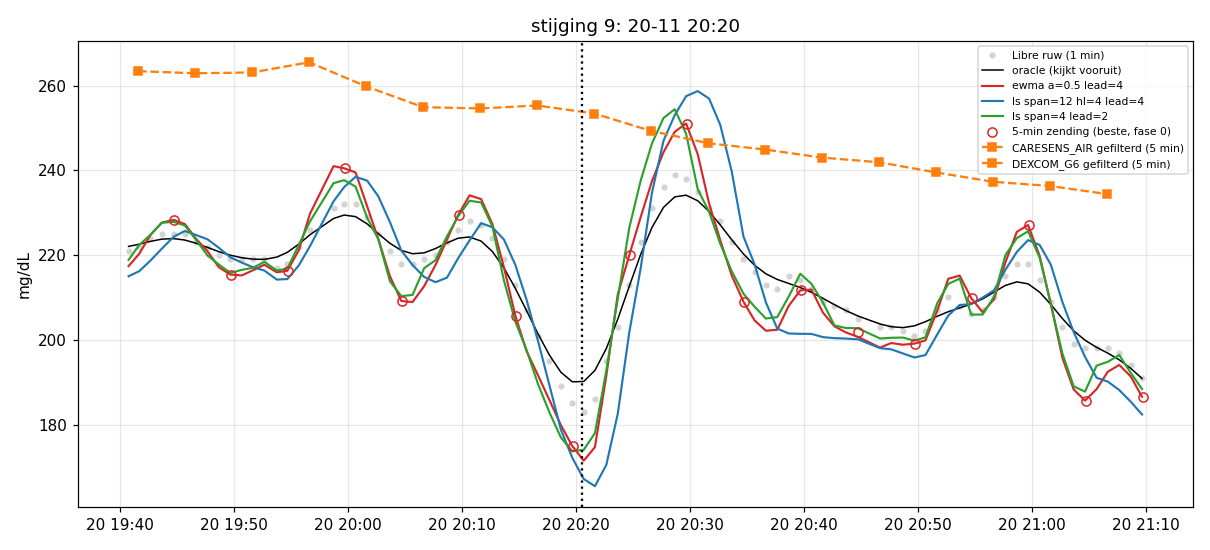 stijging 9: 20-11 20:20
Libre ruw (1 min)
oracle (kijkt vooruit)
ewma a=0.5 lead=4
ls span=12 hl=4 lead=4
ls span=4 lead=2
5-min zending (beste, fase 0)
CARESENS_AIR gefilterd (5 min)
DEXCOM_G6 gefilterd (5 min)
mg/dL
260
240
220
200
180
20 19:40
20 19:50
20 20:00
20 20:10
20 20:20
20 20:30
20 20:40
20 20:50
20 21:00
20 21:10